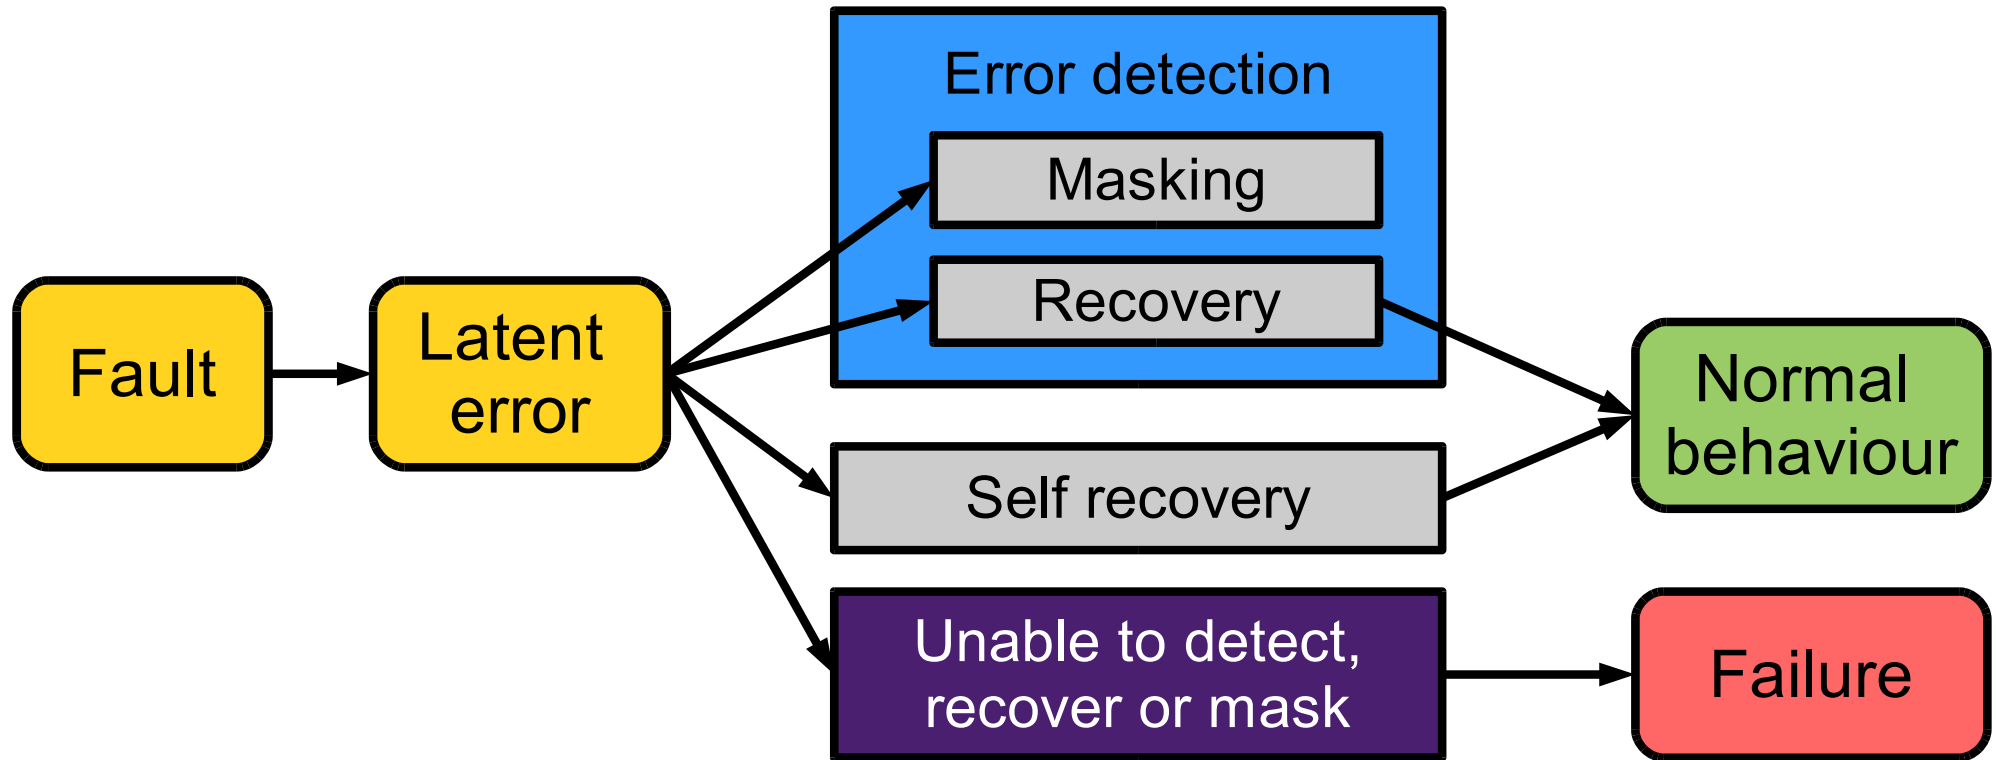 Fault
Latent
error
Error detection
Masking
Recovery
Self recovery
Unable to detect,
recover or mask
Normal
behaviour
Failure